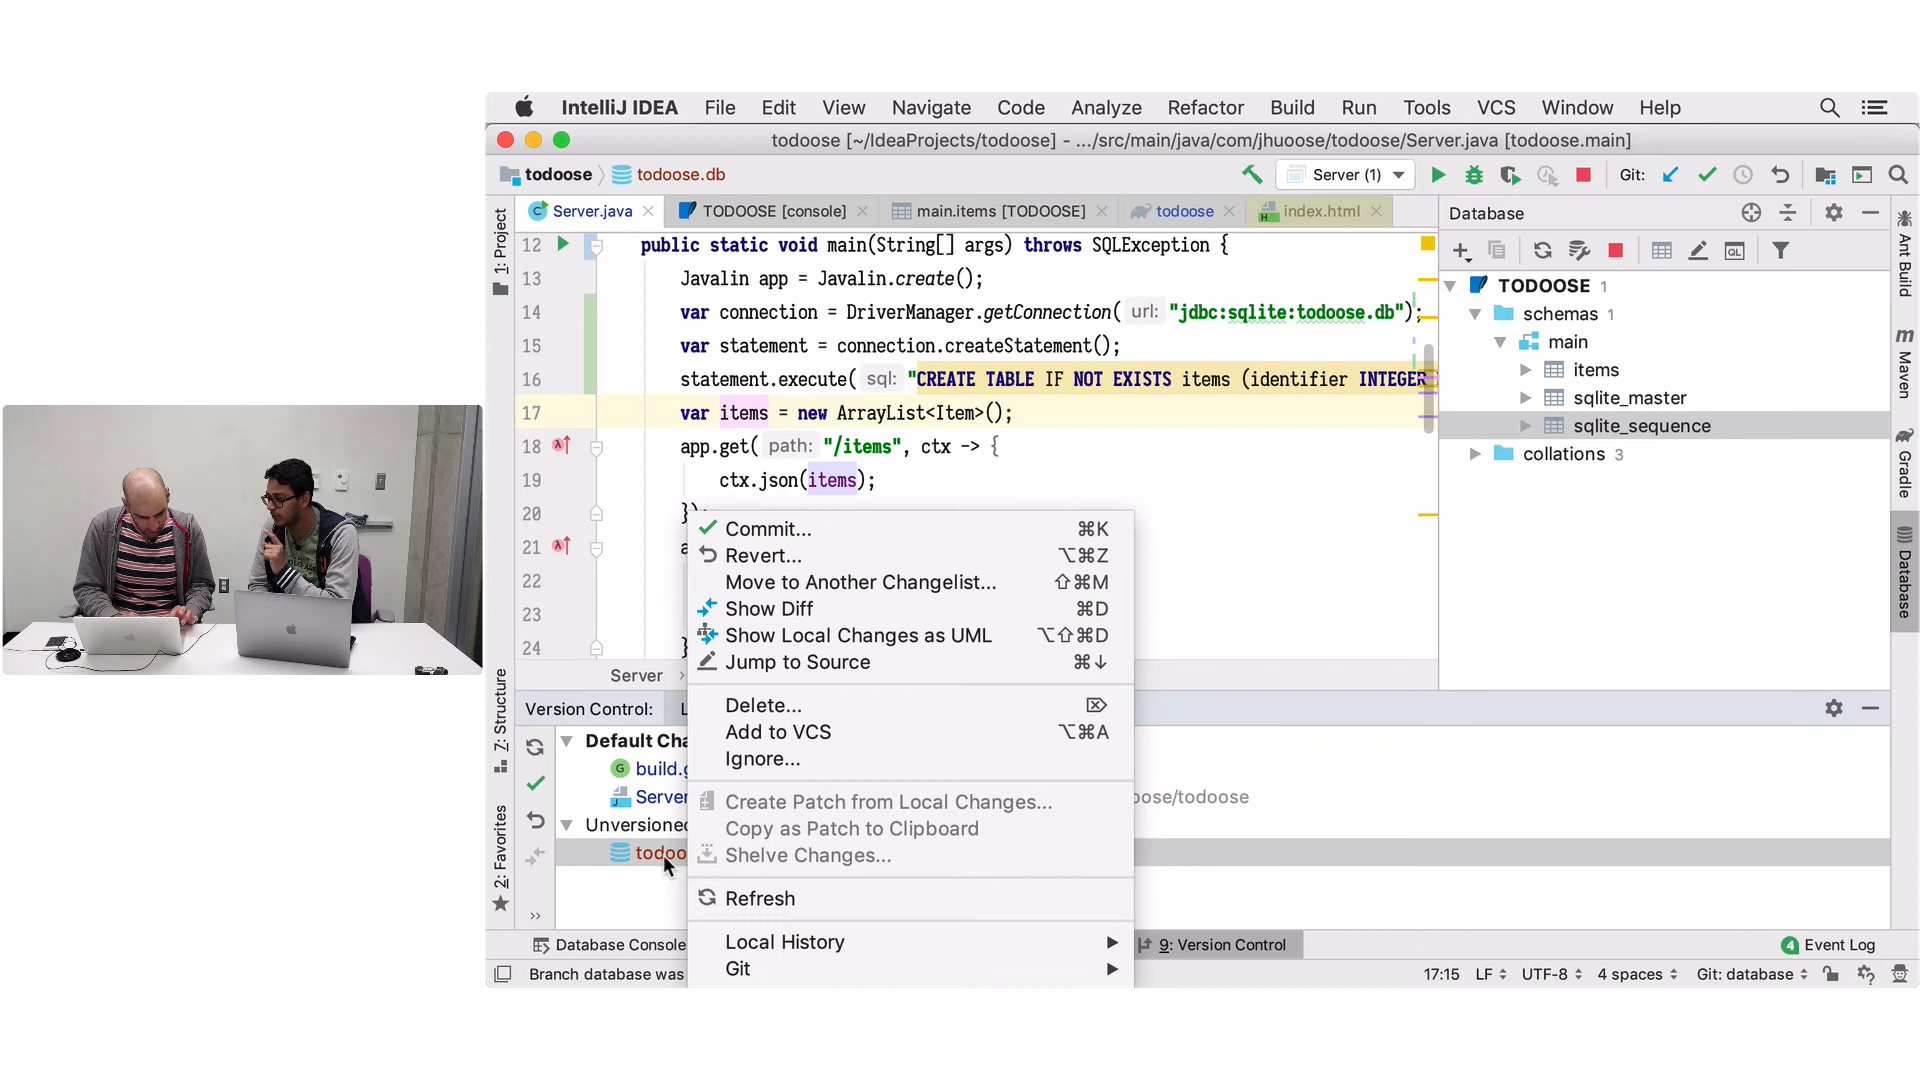 IntelliJ IDEA File Edit View Navigate Code Analyze Refactor Build Run Tools VCS Window Help
todoose [~/IdeaProjects/todoose] - .../src/main/java/com/jhuoose/todoose/Server.java [todoose.main]
todoose todoose.db Server (1) Git:
Server.java TODOOSE [console] main.items [TODOOSE] todoose index.html
Database
1: Project
Z: Structure
2: Favorites
12 public static void main(String[] args) throws SQLException {
13 Javalin app = Javalin.create();
14 var connection = DriverManager.getConnection( url: "jdbc:sqlite:todoose.db");
15 var statement = connection.createStatement();
16 statement.execute( sql: "CREATE TABLE IF NOT EXISTS items (identifier INTEGER
17 var items = new ArrayList<Item>();
18 app.get( path: "/items", ctx -> {
19 ctx.json(items);
20 });
21
22
23
24 }
Server
TODOOSE 1
schemas 1
main
items
sqlite_master
sqlite_sequence
collations 3
QL
Ant Build
Maven
Gradle
Database
Commit... ⌘K
Revert... ⌥⌘Z
Move to Another Changelist... ⇧⌘M
Show Diff ⌘D
Show Local Changes as UML ⌥⇧⌘D
Jump to Source ⌘↓
Delete... ⌦
Add to VCS ⌥⌘A
Ignore...
Create Patch from Local Changes...
Copy as Patch to Clipboard
Shelve Changes...
Refresh
Local History
Git
Version Control:
Default Cha
build.g
Server
oose/todoose
Unversioned
todoo
Database Console 9: Version Control 4 Event Log
Branch database was 17:15 LF UTF-8 4 spaces Git: database